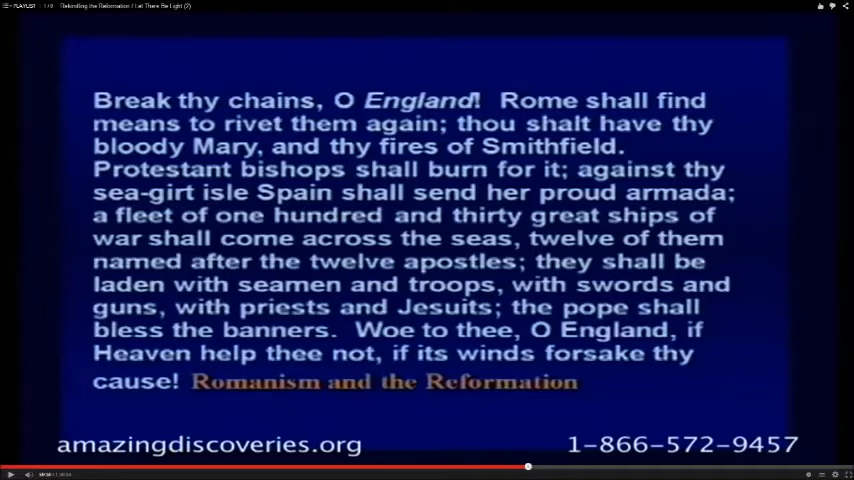 PLAYLIST
Rekindling the Reformation / Let There Be Light (2)
Break thy chains, O England!  Rome shall find
means to rivet them again; thou shalt have thy
bloody Mary, and thy fires of Smithfield.
Protestant bishops shall burn for it; against thy
sea-girt isle Spain shall send her proud armada;
a fleet of one hundred and thirty great ships of
war shall come across the seas, twelve of them
named after the twelve apostles; they shall be
laden with seamen and troops, with swords and
guns, with priests and Jesuits; the pope shall
bless the banners.  Woe to thee, O England, if
Heaven help thee not, if its winds forsake thy
cause! Romanism and the Reformation
amazingdiscoveries.org 1-866-572-9457